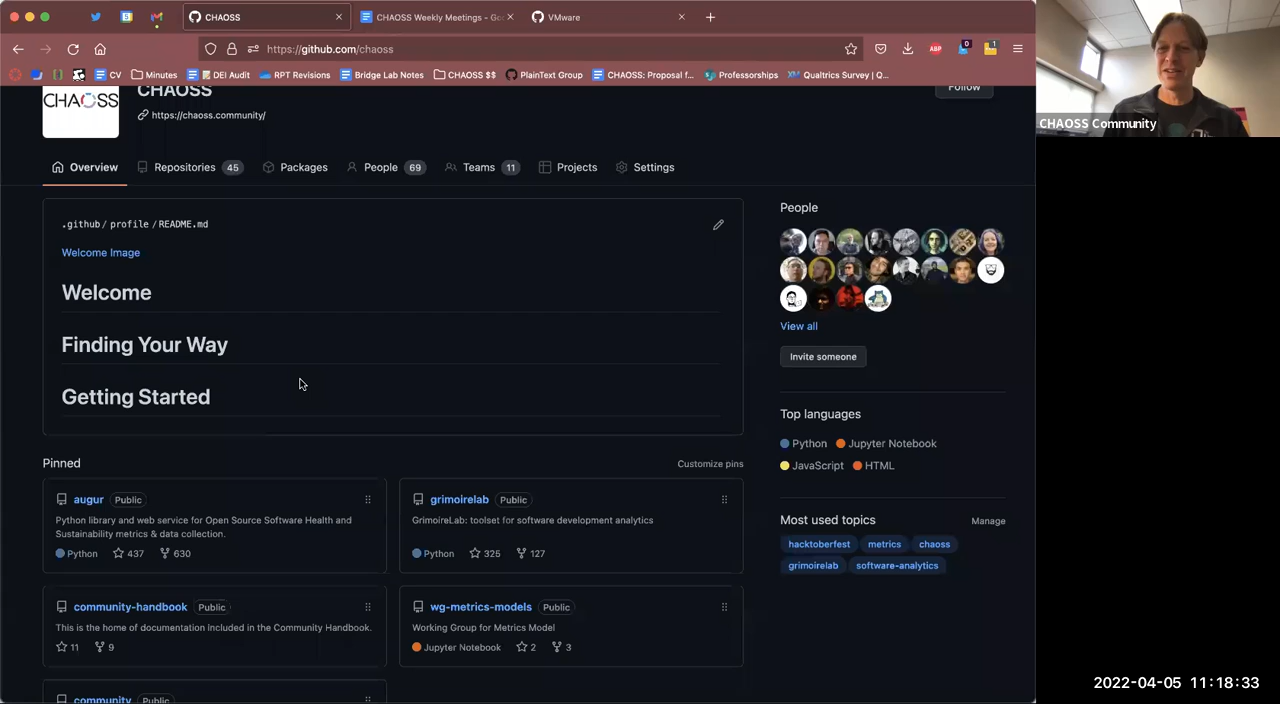 CHAOSS
CHAOSS Weekly Meetings - Go
VMware
https://github.com/chaoss
CV
Minutes
DEI Audit
RPT Revisions
Bridge Lab Notes
CHAOSS $$
PlainText Group
CHAOSS: Proposal f...
Professorships
Qualtrics Survey | Q...
ABP
0
1
CHAOSS
CHAOSS
https://chaoss.community/
Follow
Overview
Repositories 45
Packages
People 69
Teams 11
Projects
Settings
.github / profile / README.md
Welcome Image
Welcome
Finding Your Way
Getting Started
Pinned
Customize pins
augur Public
Python library and web service for Open Source Software Health and
Sustainability metrics & data collection.
Python 437 630
grimoirelab Public
GrimoireLab: toolset for software development analytics
Python 325 127
community-handbook Public
This is the home of documentation included in the Community Handbook.
11 9
wg-metrics-models Public
Working Group for Metrics Model
Jupyter Notebook 2 3
community Public
People
View all
Invite someone
Top languages
Python Jupyter Notebook
JavaScript HTML
Most used topics
Manage
hacktoberfest metrics chaoss
grimoirelab software-analytics
CHAOSS Community
2022-04-05 11:18:33